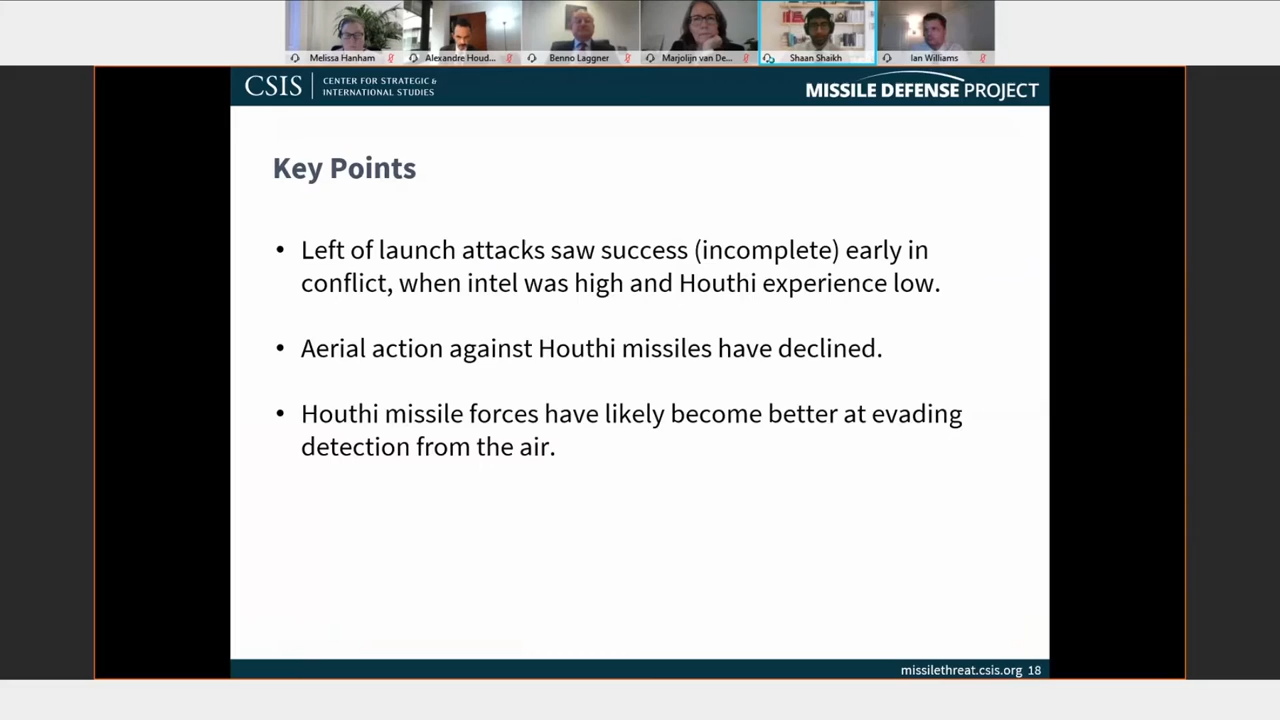 Melissa Hanham
Alexandre Houd...
Benno Laggner
Marjolijn van De...
Shaan Shaikh
Ian Williams
CSIS
CENTER FOR STRATEGIC &
INTERNATIONAL STUDIES
MISSILE DEFENSE PROJECT
Key Points
• Left of launch attacks saw success (incomplete) early in
conflict, when intel was high and Houthi experience low.
• Aerial action against Houthi missiles have declined.
• Houthi missile forces have likely become better at evading
detection from the air.
missilethreat.csis.org 18